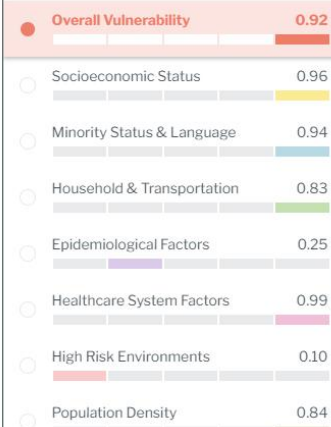 Overall Vulnerability 0.92
Socioeconomic Status 0.96
Minority Status & Language 0.94
Household & Transportation 0.83
Epidemiological Factors 0.25
Healthcare System Factors 0.99
High Risk Environments 0.10
Population Density 0.84